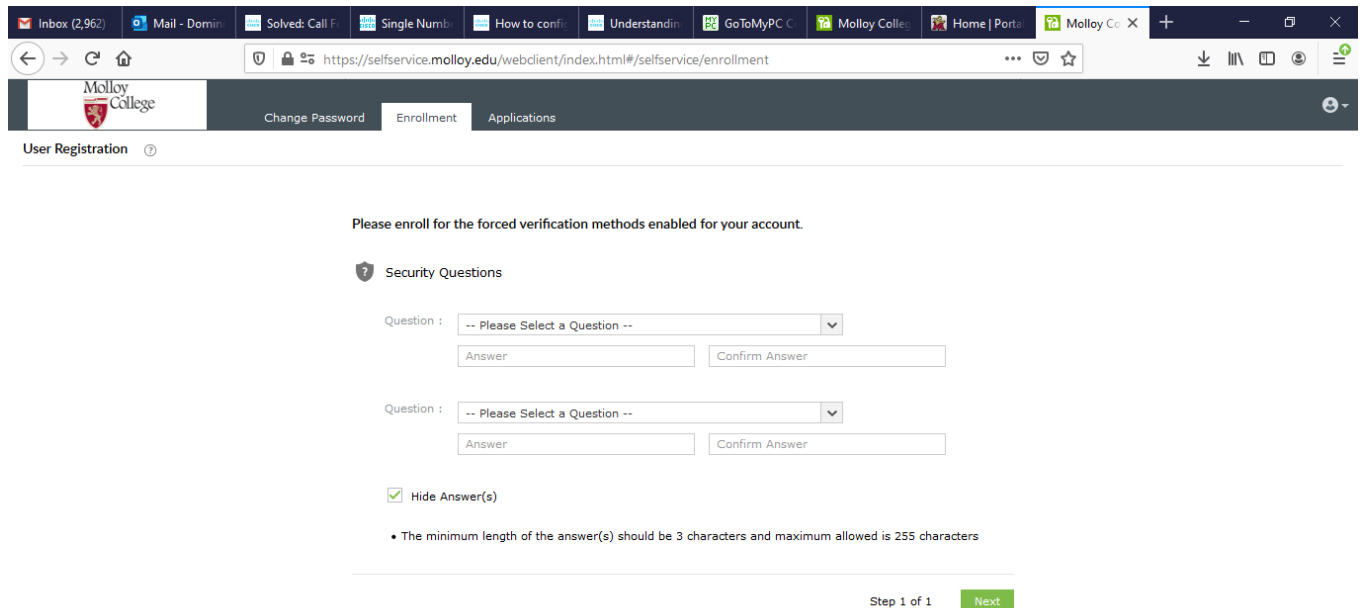 Inbox (2,962) Mail - Domin Solved: Call F Single Numb How to config Understandin GoToMyPC C Molloy Colleg Home | Portal Molloy Co
https://selfservice.molloy.edu/webclient/index.html#/selfservice/enrollment
Molloy
College
Change Password Enrollment Applications
User Registration ?
Please enroll for the forced verification methods enabled for your account.
? Security Questions
Question : -- Please Select a Question --
Answer Confirm Answer
Question : -- Please Select a Question --
Answer Confirm Answer
Hide Answer(s)
• The minimum length of the answer(s) should be 3 characters and maximum allowed is 255 characters
Step 1 of 1 Next